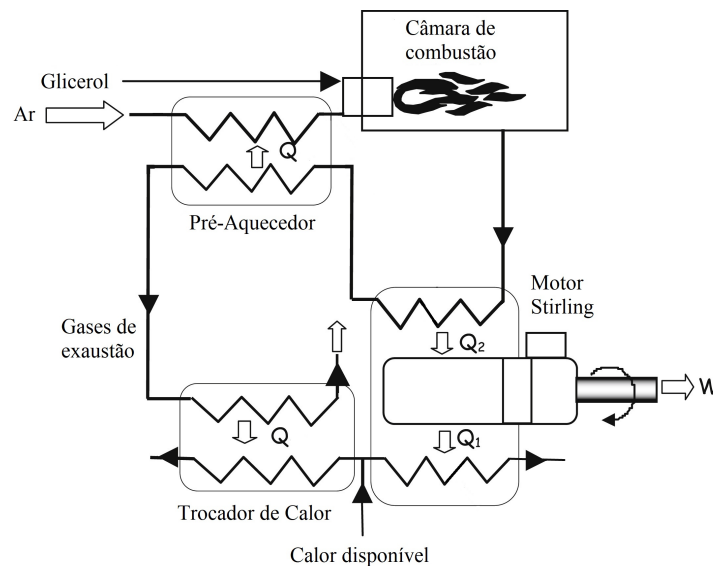 Câmara de
combustão
Glicerol
Ar
Q
Pré-Aquecedor
Motor
Stirling
Gases de
exaustão
Q₂
W
Q
Q₁
Trocador de Calor
Calor disponível